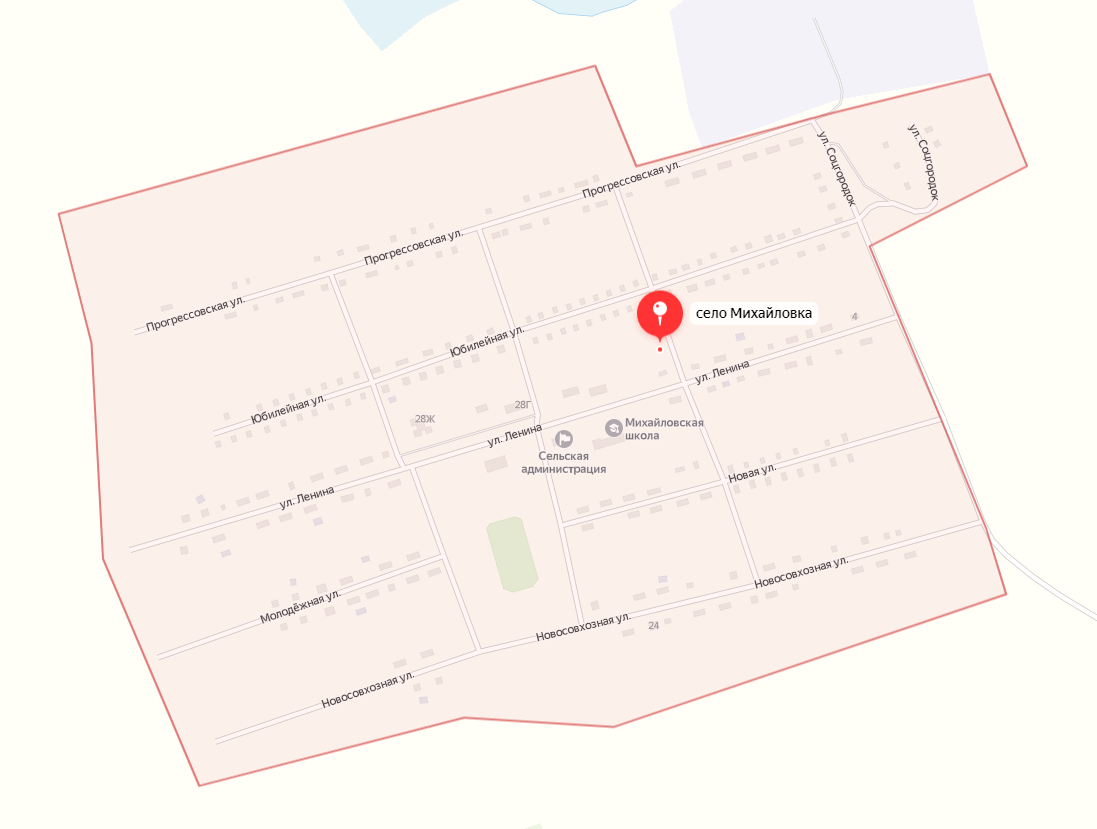 ул. Соцгородок
ул. Соцгородок
Прогрессовская ул.
Прогрессовская ул.
Прогрессовская ул.
село Михайловка
4
Юбилейная ул.
ул. Ленина
Юбилейная ул.
28Г
28Ж
Михайловская
школа
ул. Ленина
Сельская
администрация
Новая ул.
ул. Ленина
Новосовхозная ул.
Молодёжная ул.
Новосовхозная ул.
24
Новосовхозная ул.